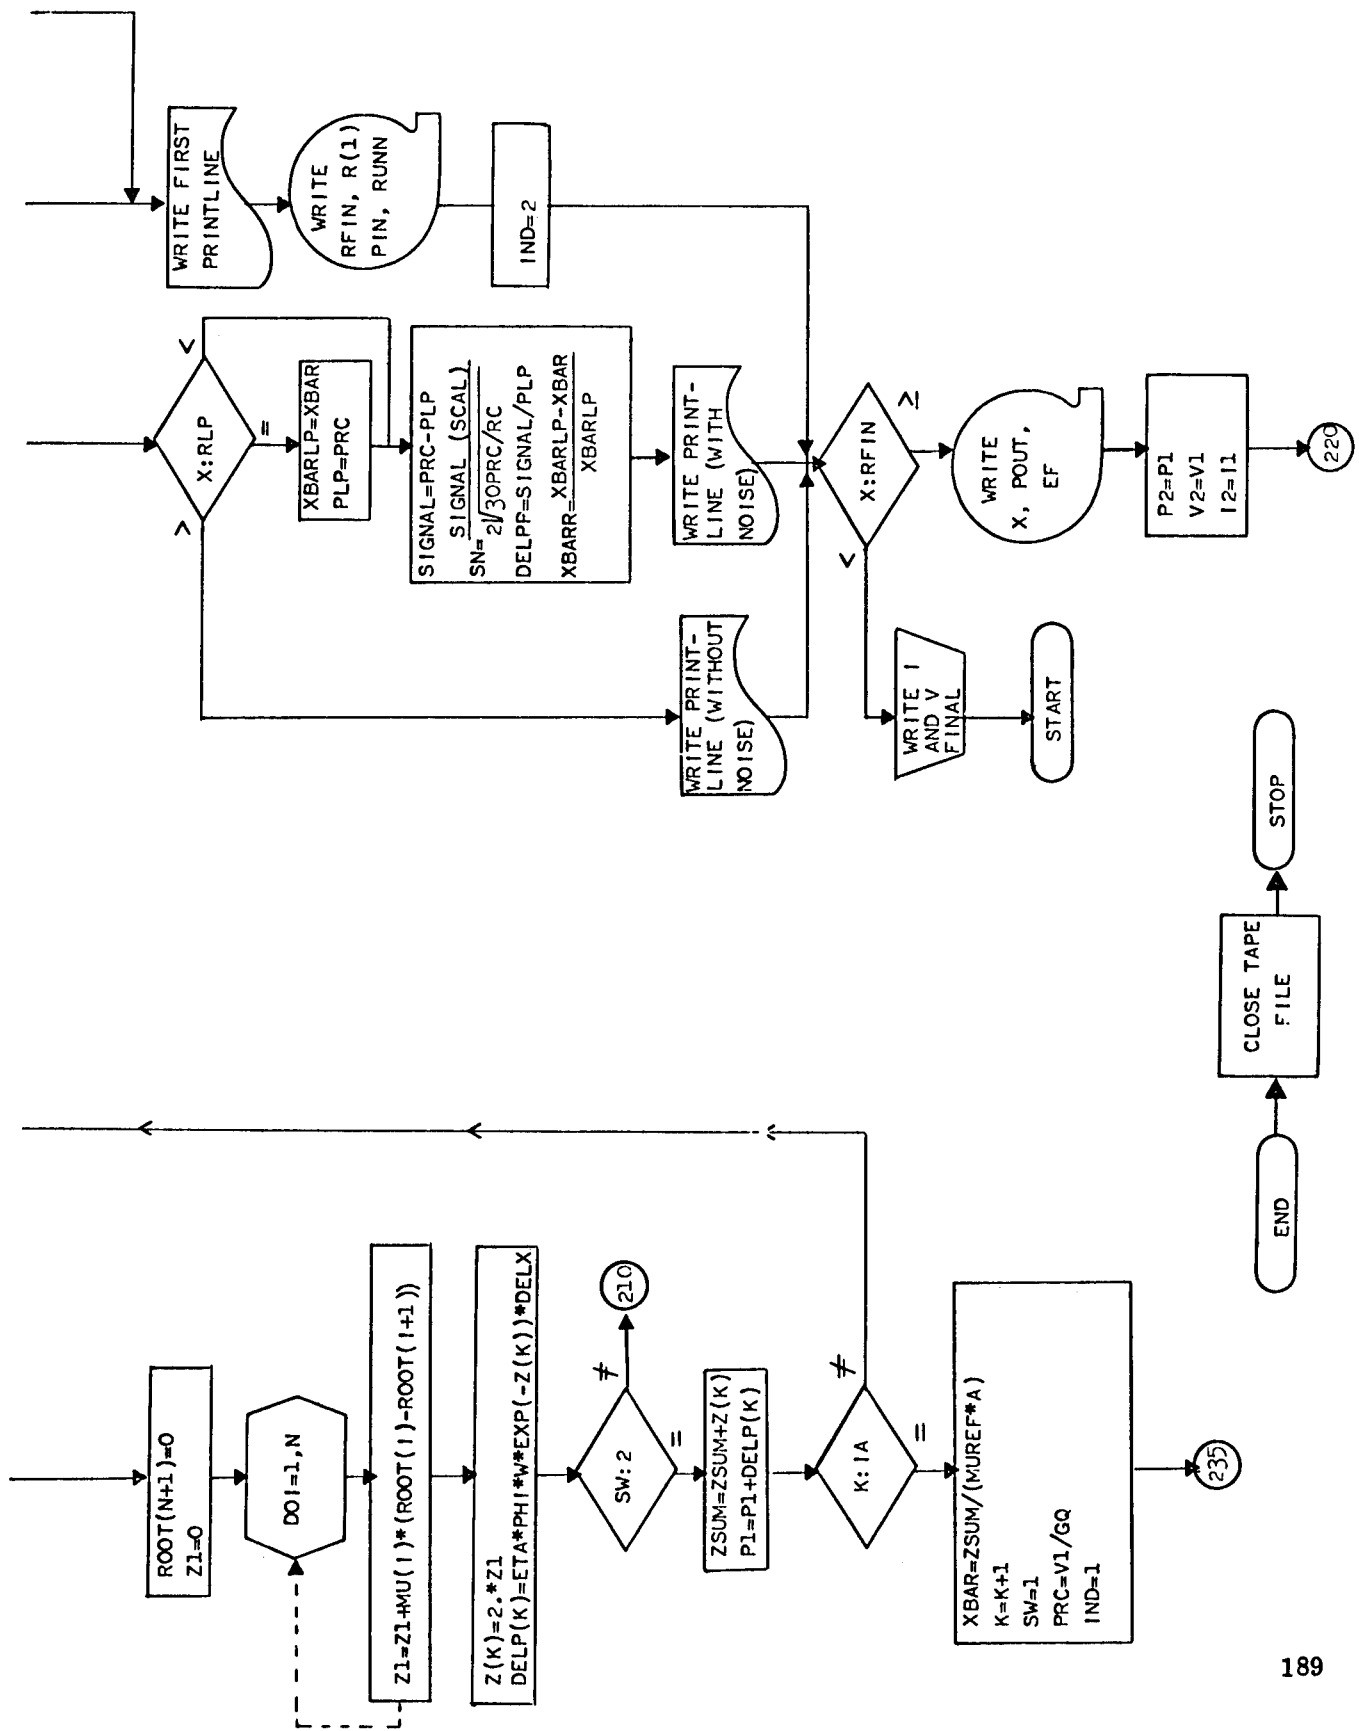 ROOT(N+1)=0
Z1=0
DO I=1,N
Z1=Z1+MU(I)*(ROOT(I)-ROOT(I+1))
Z(K)=2.*Z1
DELP(K)=ETA*PHI*W*EXP(-Z(K))*DELX
SW:2
≠
210
=
ZSUM=ZSUM+Z(K)
P1=P1+DELP(K)
K:IA
≠
=
XBAR=ZSUM/(MUREF*A)
K=K+1
SW=1
PRC=V1/GQ
IND=1
235
END
CLOSE TAPE
FILE
STOP
X:RLP
>
<
=
XBARLP=XBAR
PLP=PRC
SIGNAL=PRC-PLP
SN=SIGNAL (SCAL)
2√30PRC/RC
DELPF=SIGNAL/PLP
XBARR=XBARLP-XBAR
XBARLP
WRITE PRINT-
LINE (WITHOUT
NOISE)
WRITE PRINT-
LINE (WITH
NOISE)
WRITE FIRST
PRINTLINE
WRITE
RFIN, R(1)
PIN, RUNN
IND=2
X:RFIN
<
≥
WRITE I
AND V
FINAL
START
WRITE
X, POUT,
EF
P2=P1
V2=V1
I2=I1
220
189